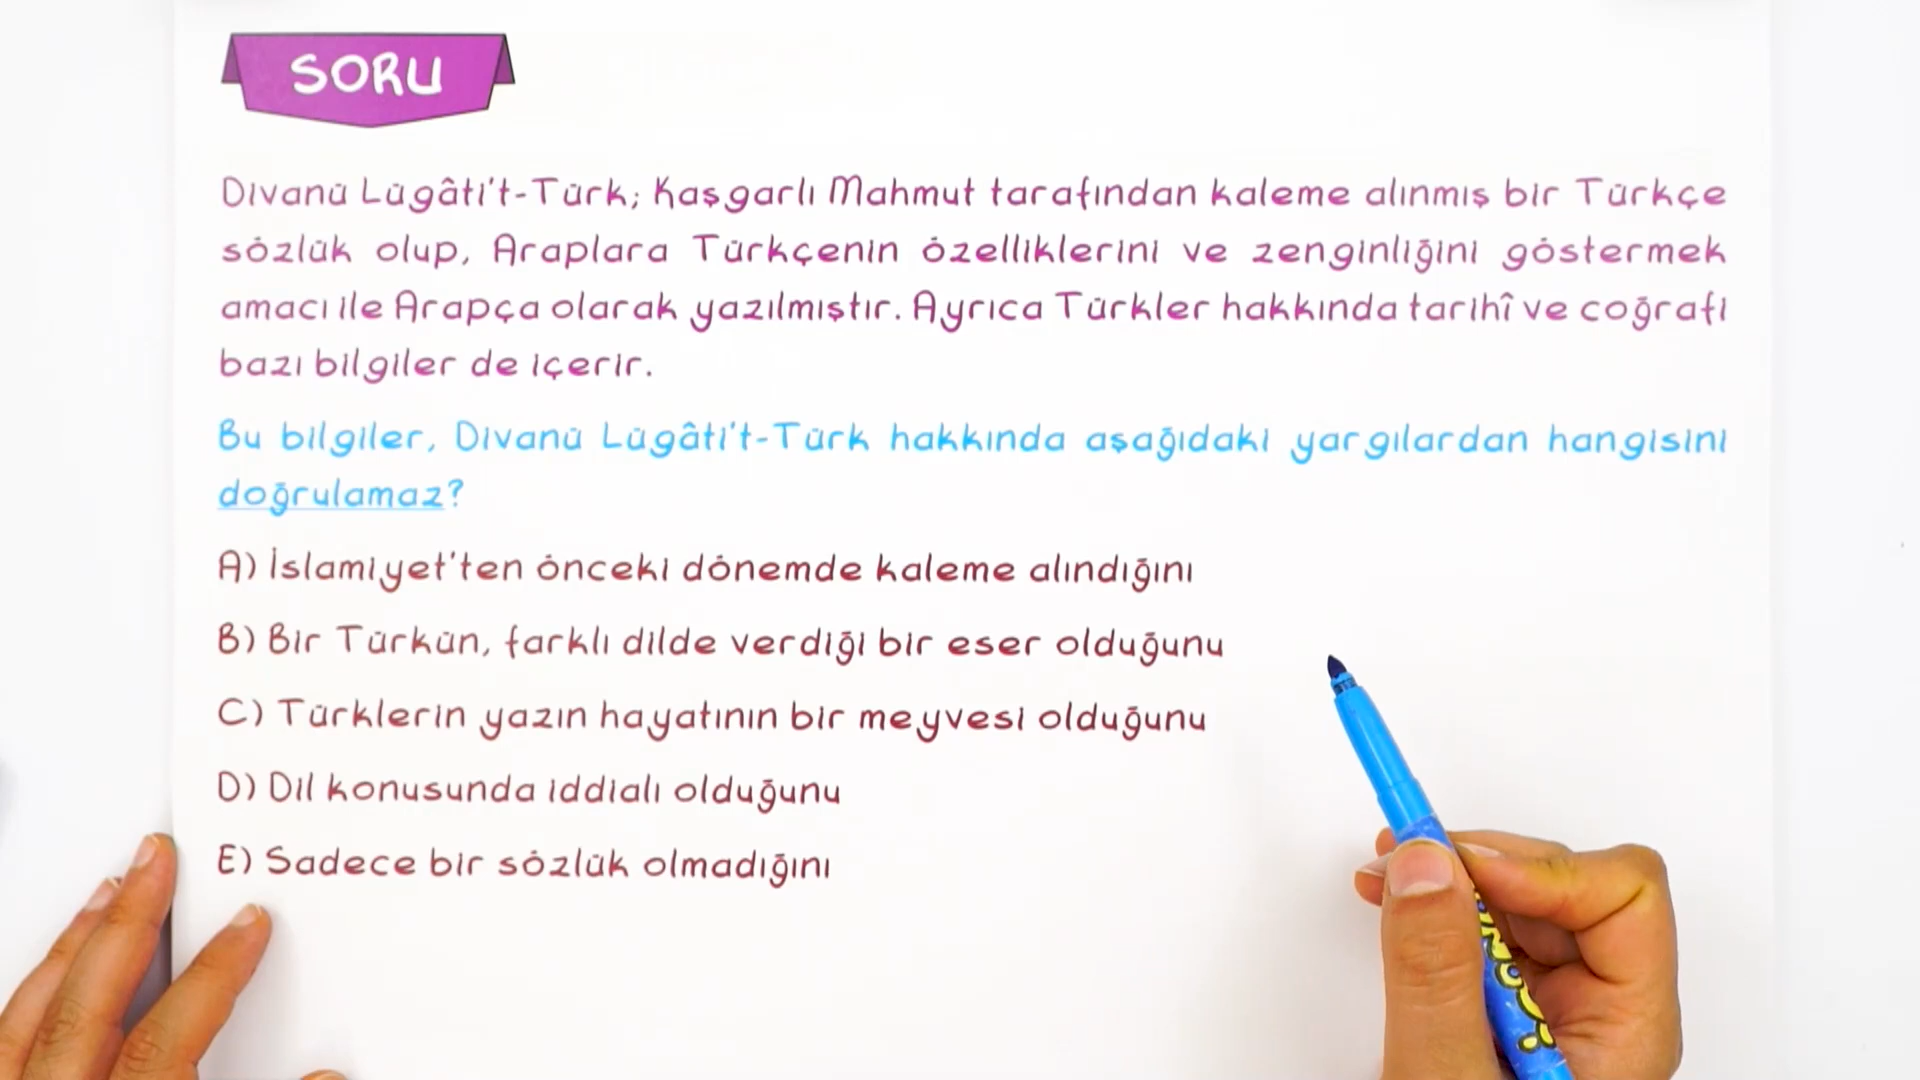 SORU
Divanü Lügâti't-Türk; Kaşgarlı Mahmut tarafından kaleme alınmış bir Türkçe
sözlük olup, Araplara Türkçenin özelliklerini ve zenginliğini göstermek
amacı ile Arapça olarak yazılmıştır. Ayrıca Türkler hakkında tarihî ve coğrafi
bazı bilgiler de içerir.
Bu bilgiler, Divanü Lügâti't-Türk hakkında aşağıdaki yargılardan hangisini
doğrulamaz?
A) İslamiyet'ten önceki dönemde kaleme alındığını
B) Bir Türkün, farklı dilde verdiği bir eser olduğunu
C) Türklerin yazın hayatının bir meyvesi olduğunu
D) Dil konusunda iddialı olduğunu
E) Sadece bir sözlük olmadığını